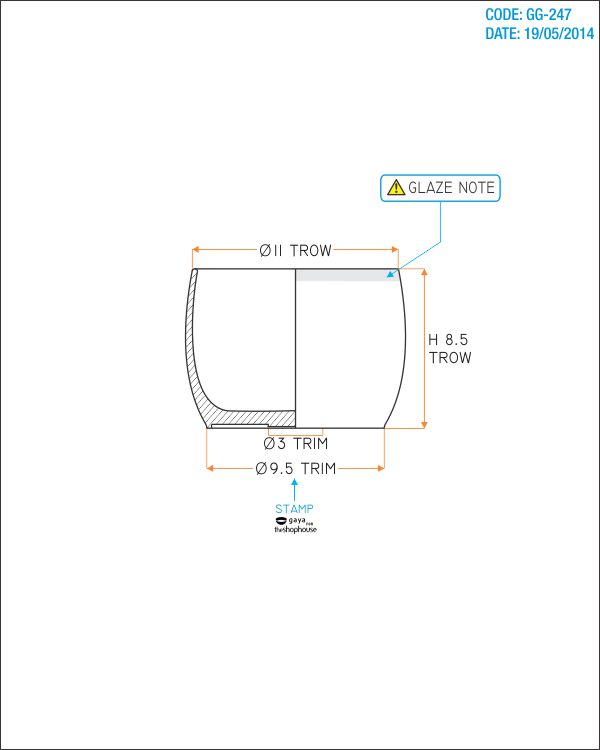 CODE: GG-247
DATE: 19/05/2014
GLAZE NOTE
Ø11 TROW
H 8.5
TROW
Ø3 TRIM
Ø9.5 TRIM
STAMP
gaya FOR
theshophouse